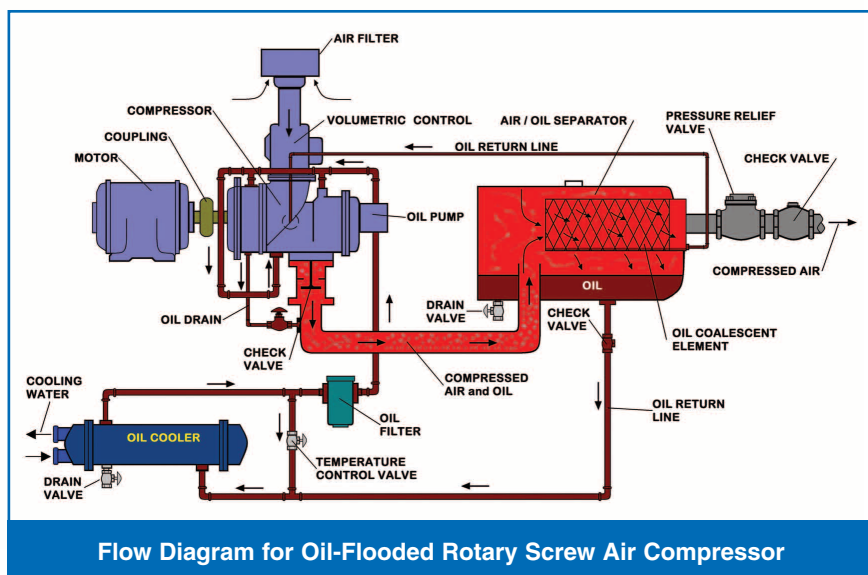 AIR FILTER
COMPRESSOR
VOLUMETRIC CONTROL
AIR / OIL SEPARATOR
PRESSURE RELIEF
VALVE
COUPLING
OIL RETURN LINE
CHECK VALVE
MOTOR
OIL PUMP
COMPRESSED AIR
OIL
DRAIN
VALVE
CHECK
VALVE
OIL COALESCENT
ELEMENT
OIL DRAIN
CHECK
VALVE
COMPRESSED
AIR and OIL
COOLING
WATER
OIL COOLER
OIL
FILTER
OIL RETURN
LINE
TEMPERATURE
CONTROL VALVE
DRAIN
VALVE
Flow Diagram for Oil-Flooded Rotary Screw Air Compressor